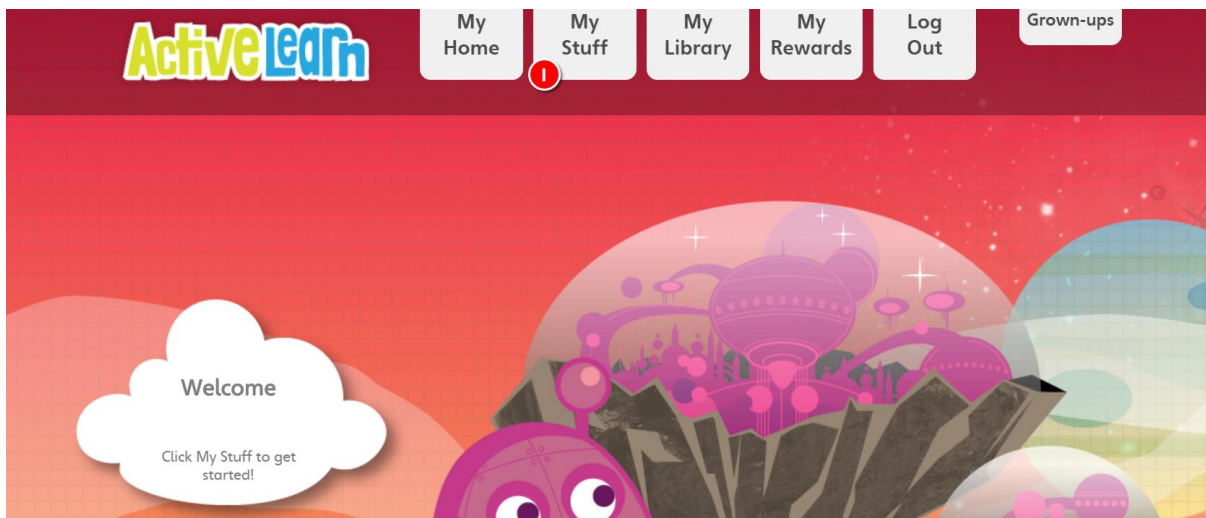 ActiveLearn
My Home
My Stuff
My Library
My Rewards
Log Out
Grown-ups
1
Welcome
Click My Stuff to get
started!